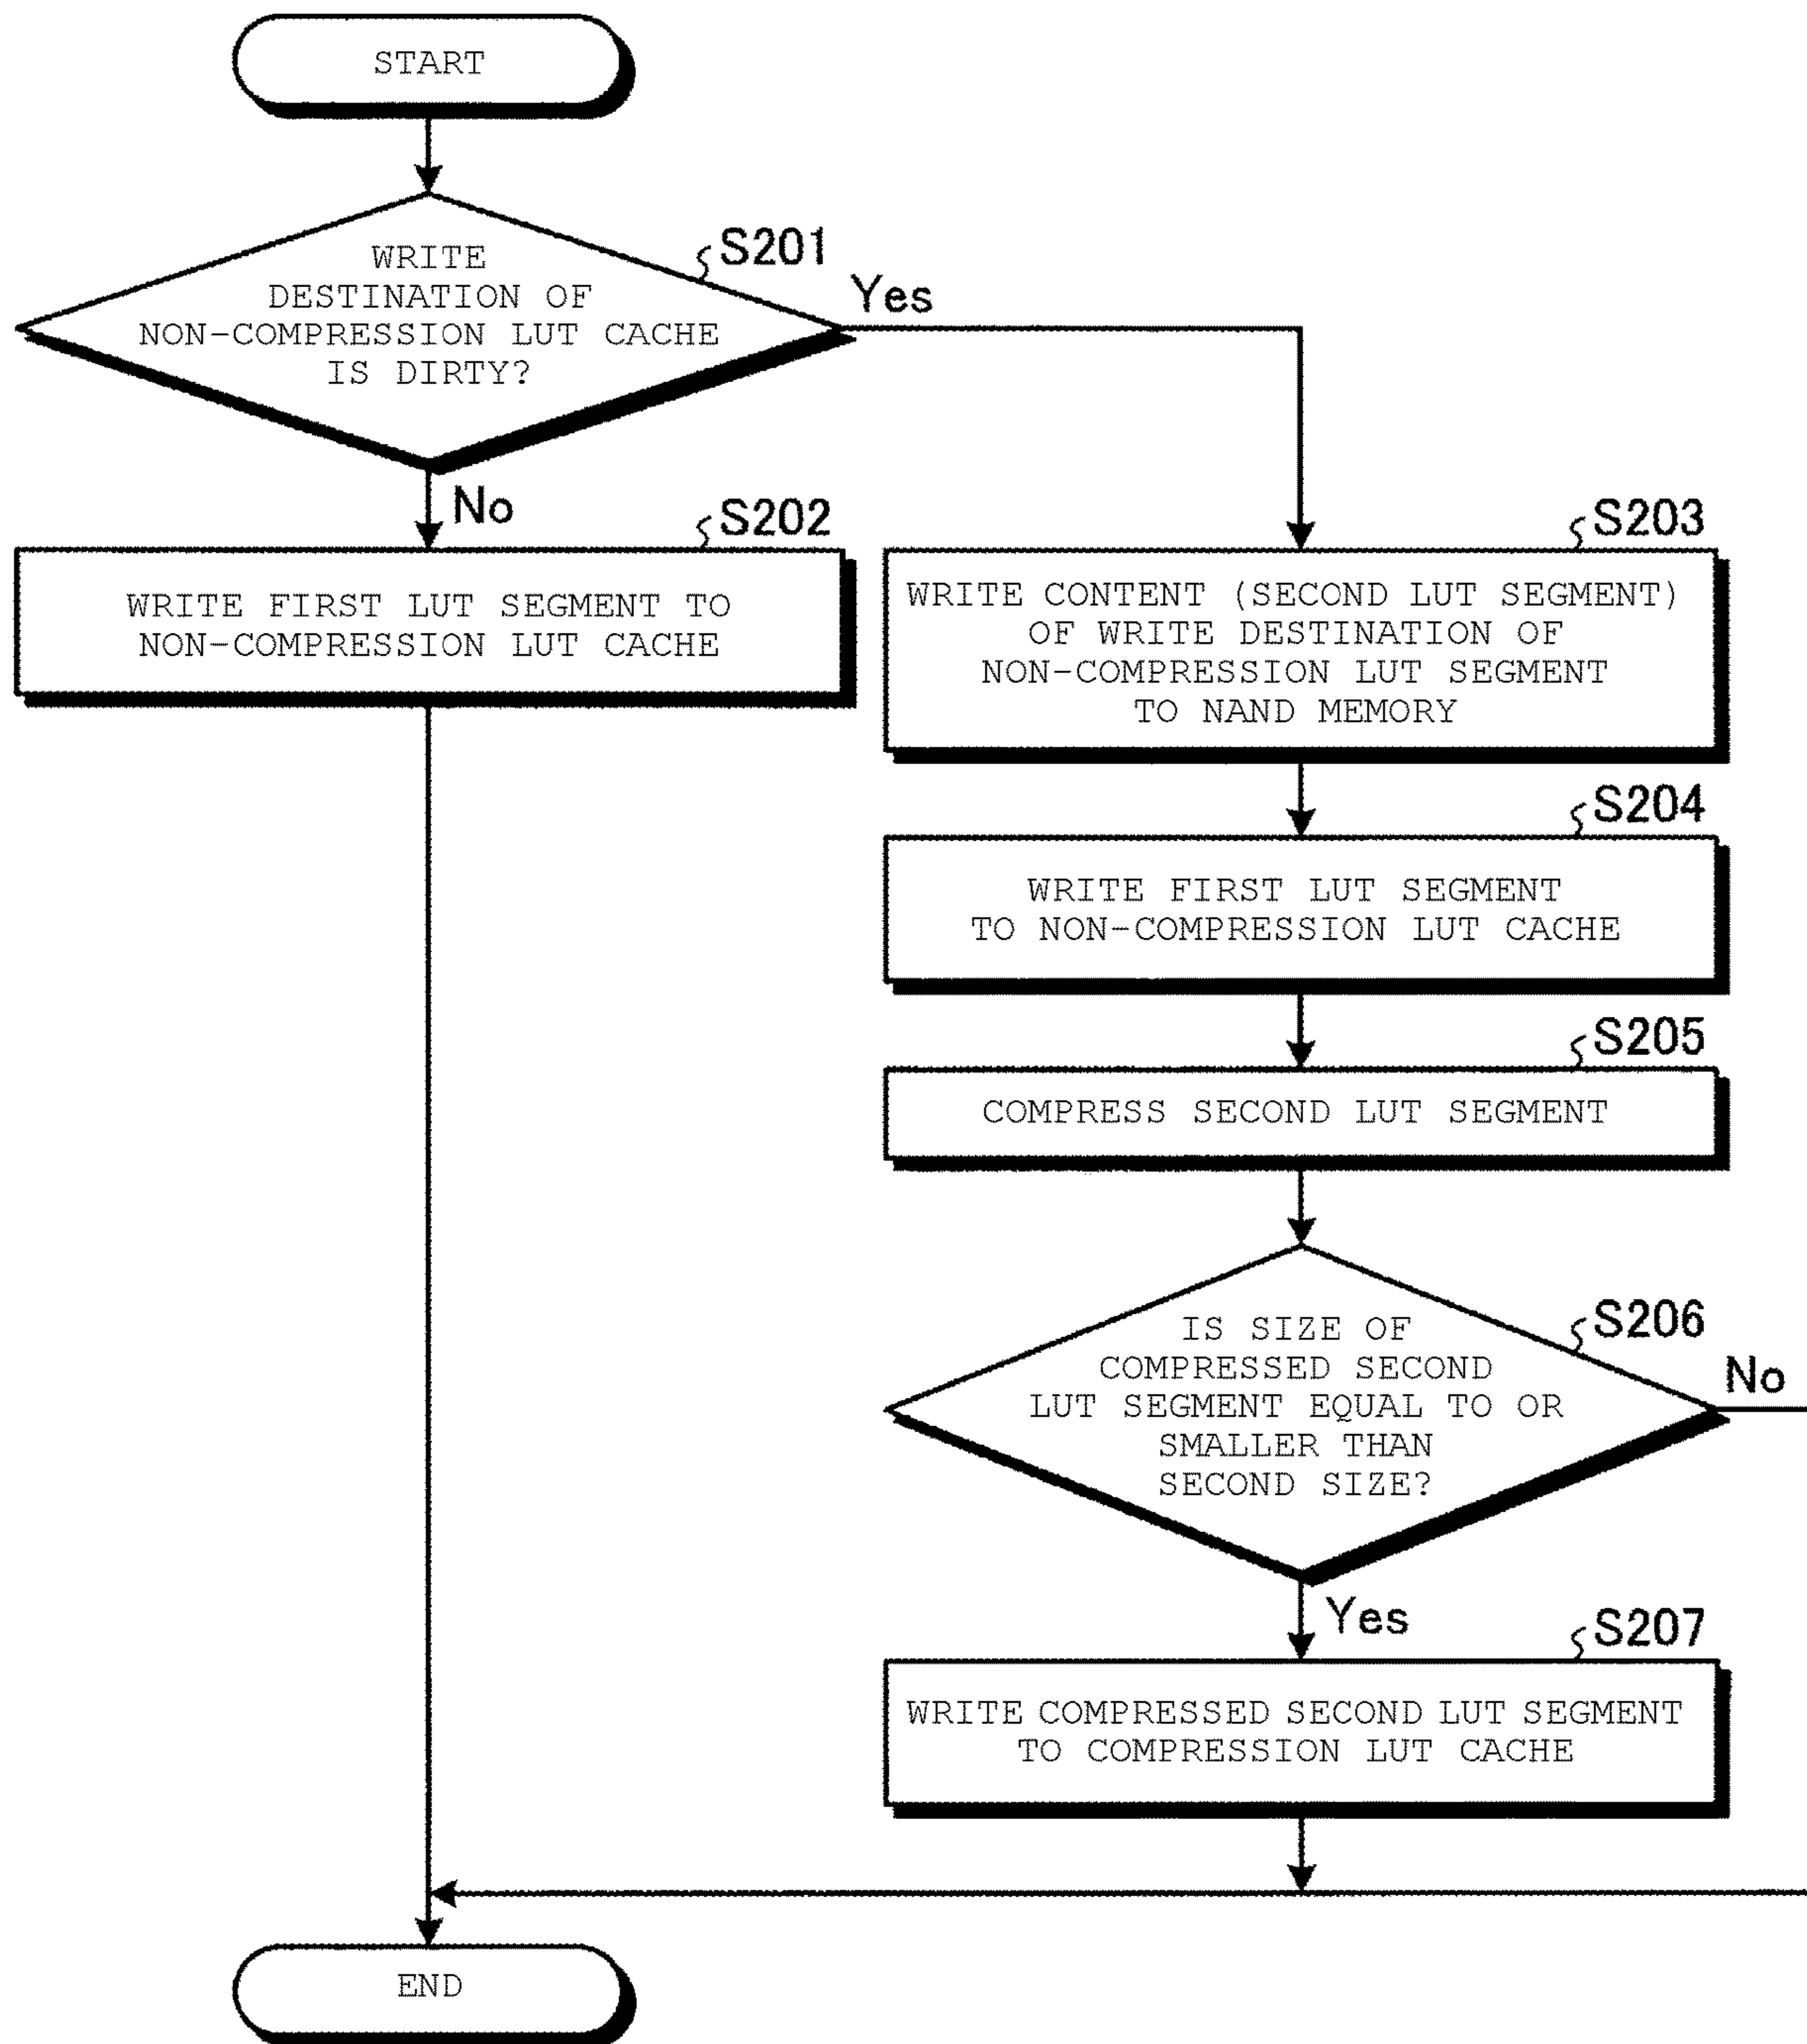 START
WRITE
DESTINATION OF
NON-COMPRESSION LUT CACHE
IS DIRTY?
S201
Yes
No
S202
WRITE FIRST LUT SEGMENT TO
NON-COMPRESSION LUT CACHE
S203
WRITE CONTENT (SECOND LUT SEGMENT)
OF WRITE DESTINATION OF
NON-COMPRESSION LUT SEGMENT
TO NAND MEMORY
S204
WRITE FIRST LUT SEGMENT
TO NON-COMPRESSION LUT CACHE
S205
COMPRESS SECOND LUT SEGMENT
S206
IS SIZE OF
COMPRESSED SECOND
LUT SEGMENT EQUAL TO OR
SMALLER THAN
SECOND SIZE?
No
Yes
S207
WRITE COMPRESSED SECOND LUT SEGMENT
TO COMPRESSION LUT CACHE
END